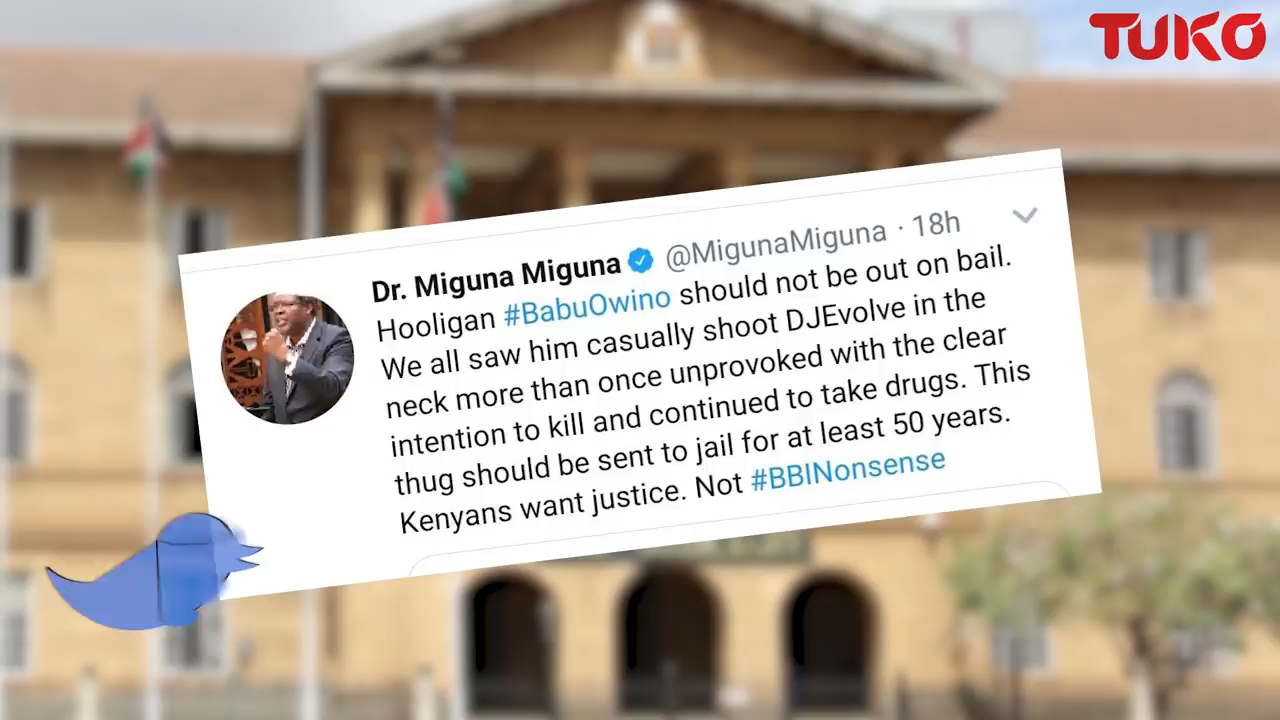 TUKO
Dr. Miguna Miguna @MigunaMiguna · 18h
Hooligan #BabuOwino should not be out on bail.
We all saw him casually shoot DJEvolve in the
neck more than once unprovoked with the clear
intention to kill and continued to take drugs. This
thug should be sent to jail for at least 50 years.
Kenyans want justice. Not #BBINonsense